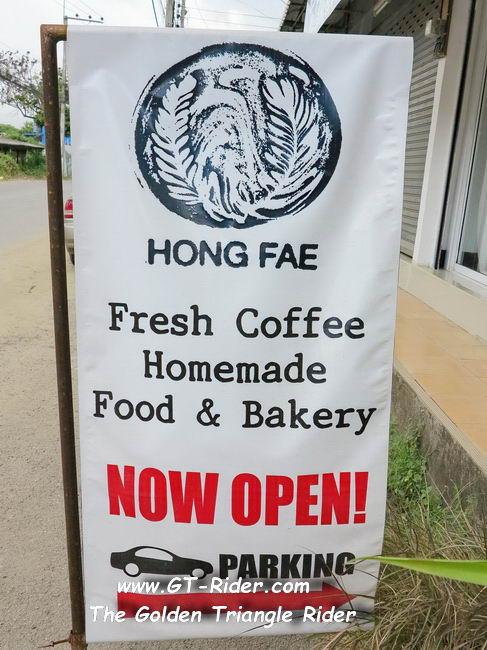 HONG FAE
Fresh Coffee
Homemade
Food & Bakery
NOW OPEN!
PARKING
www.GT-Rider.com
The Golden Triangle Rider